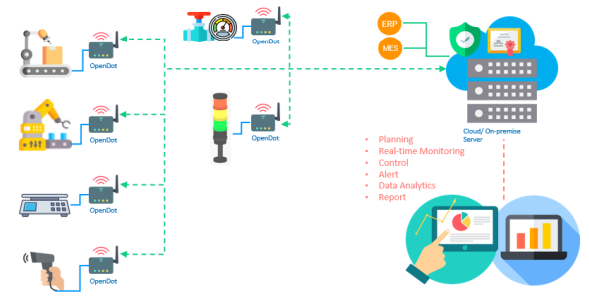 OpenDot
OpenDot
OpenDot
OpenDot
OpenDot
OpenDot
ERP
MES
Cloud/ On-premise
Server
• Planning
• Real-time Monitoring
• Control
• Alert
• Data Analytics
• Report